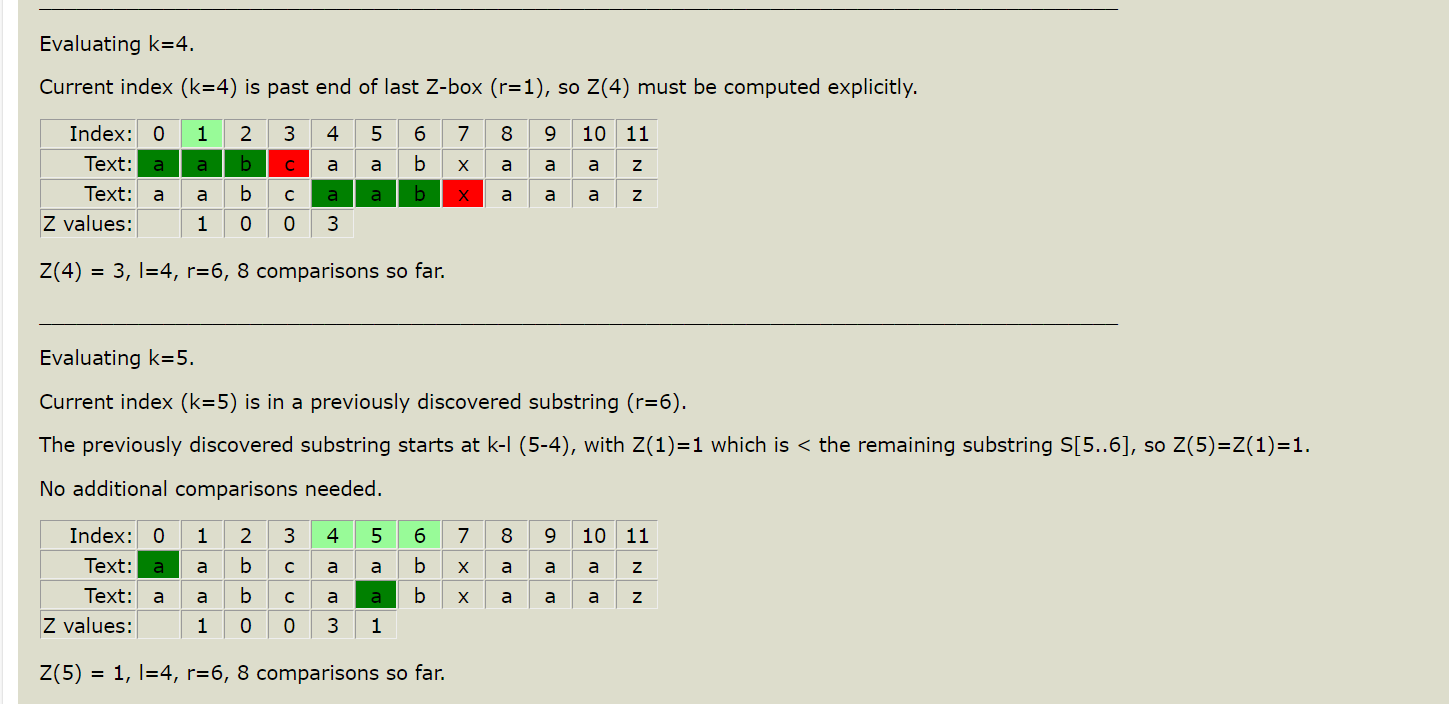 Evaluating k=4.
Current index (k=4) is past end of last Z-box (r=1), so Z(4) must be computed explicitly.
Index: 0 1 2 3 4 5 6 7 8 9 10 11
Text: a a b c a a b x a a a z
Text: a a b c a a b x a a a z
Z values: 1 0 0 3
Z(4) = 3, l=4, r=6, 8 comparisons so far.
Evaluating k=5.
Current index (k=5) is in a previously discovered substring (r=6).
The previously discovered substring starts at k-l (5-4), with Z(1)=1 which is < the remaining substring S[5..6], so Z(5)=Z(1)=1.
No additional comparisons needed.
Index: 0 1 2 3 4 5 6 7 8 9 10 11
Text: a a b c a a b x a a a z
Text: a a b c a a b x a a a z
Z values: 1 0 0 3 1
Z(5) = 1, l=4, r=6, 8 comparisons so far.